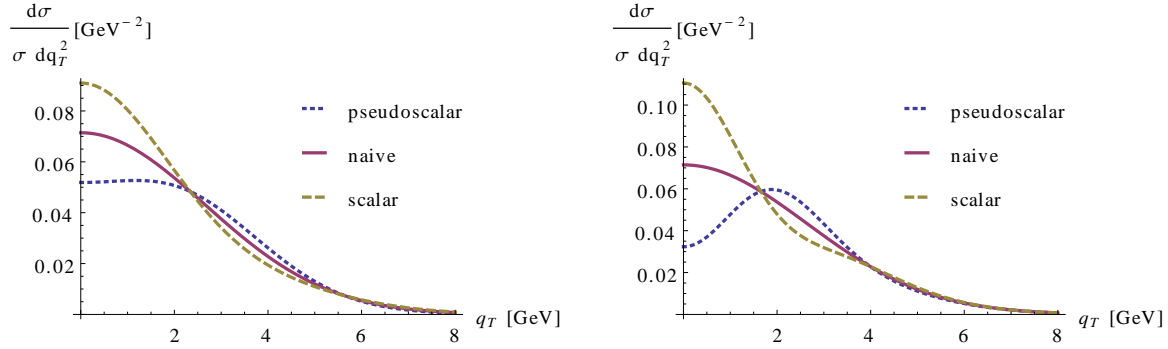 dσ
σ dq_T^2 [GeV^−2]
0.08
0.06
0.04
0.02
2 4 6 8
q_T [GeV]
pseudoscalar
naive
scalar
dσ
σ dq_T^2 [GeV^−2]
0.10
0.08
0.06
0.04
0.02
2 4 6 8
q_T [GeV]
pseudoscalar
naive
scalar